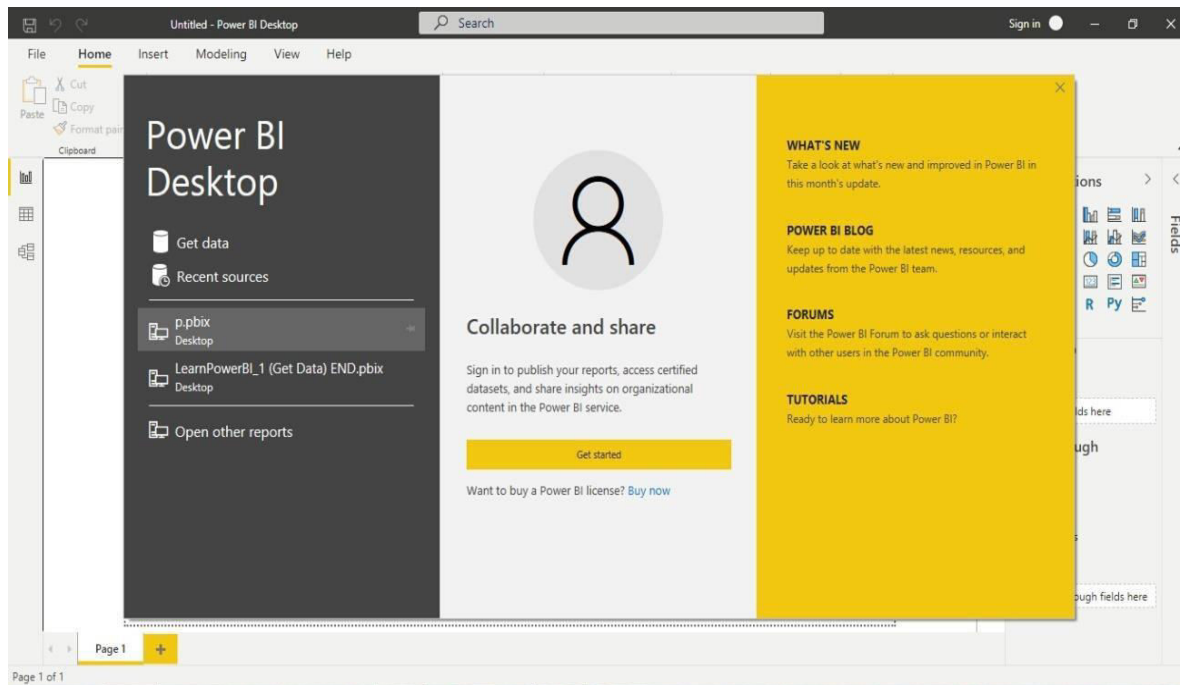 Untitled - Power BI Desktop
Search
Sign in
File Home Insert Modeling View Help
Cut
Copy
Paste
Format pain
Clipboard
Power BI
Desktop
Get data
Recent sources
p.pbix
Desktop
LearnPowerBI_1 (Get Data) END.pbix
Desktop
Open other reports
Collaborate and share
Sign in to publish your reports, access certified
datasets, and share insights on organizational
content in the Power BI service.
Get started
Want to buy a Power BI license? Buy now
WHAT'S NEW
Take a look at what's new and improved in Power BI in
this month's update.
POWER BI BLOG
Keep up to date with the latest news, resources, and
updates from the Power BI team.
FORUMS
Visit the Power BI Forum to ask questions or interact
with other users in the Power BI community.
TUTORIALS
Ready to learn more about Power BI?
ions
Fields
R Py
lds here
ugh
s
ough fields here
Page 1
Page 1 of 1